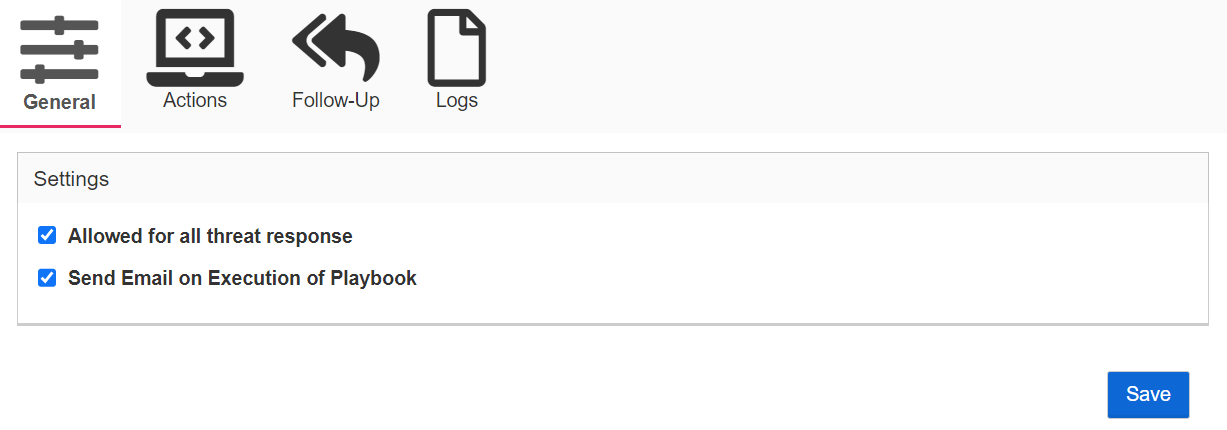 General
Actions
Follow-Up
Logs
Settings
Allowed for all threat response
Send Email on Execution of Playbook
Save